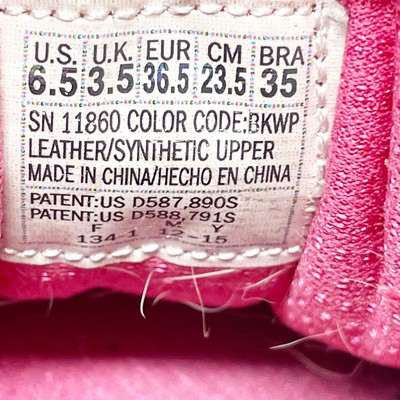 U.S. U.K. EUR CM BRA
6.5 3.5 36.5 23.5 35
SN 11860 COLOR CODE:BKWP
LEATHER/SYNTHETIC UPPER
MADE IN CHINA/HECHO EN CHINA
PATENT:US D587,890S
PATENT:US D588,791S
F M Y
134-1 12-15